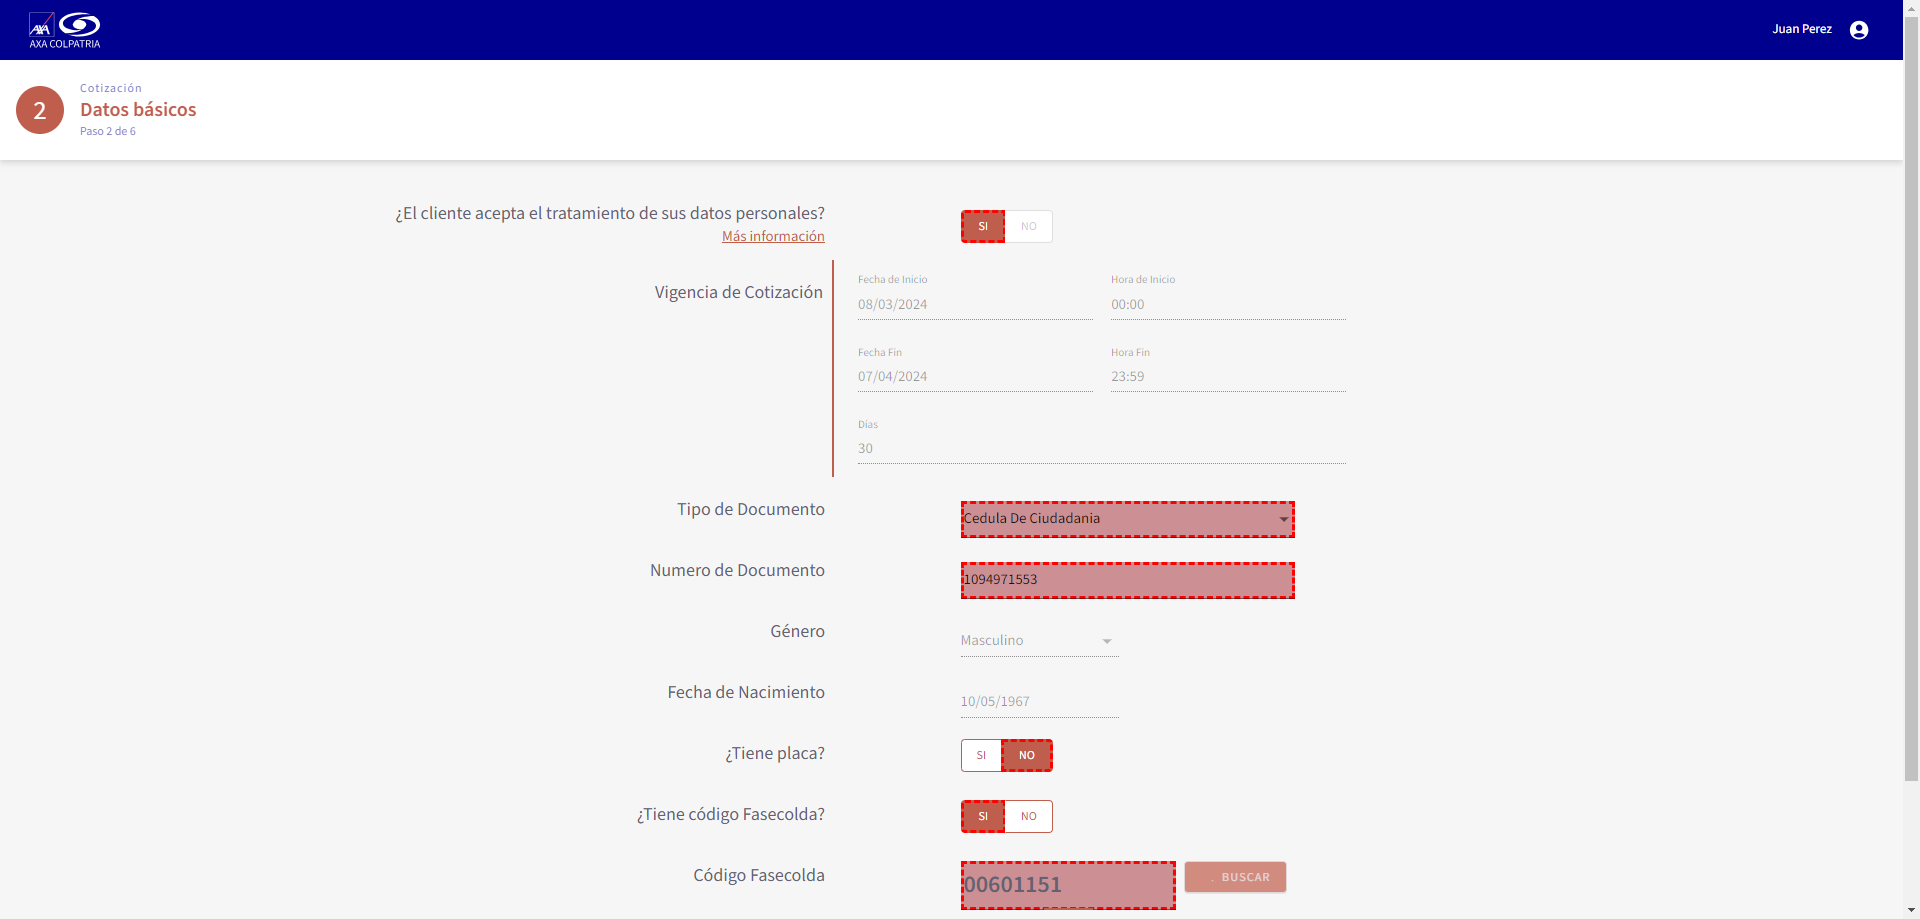 AXA
AXA COLPATRIA
Juan Perez
2
Cotización
Datos básicos
Paso 2 de 6
¿El cliente acepta el tratamiento de sus datos personales?
Más información
SI
NO
Vigencia de Cotización
Fecha de Inicio
08/03/2024
Hora de Inicio
00:00
Fecha Fin
07/04/2024
Hora Fin
23:59
Días
30
Tipo de Documento
Cedula De Ciudadania
Numero de Documento
1094971553
Género
Masculino
Fecha de Nacimiento
10/05/1967
¿Tiene placa?
SI
NO
¿Tiene código Fasecolda?
SI
NO
Código Fasecolda
00601151
. BUSCAR